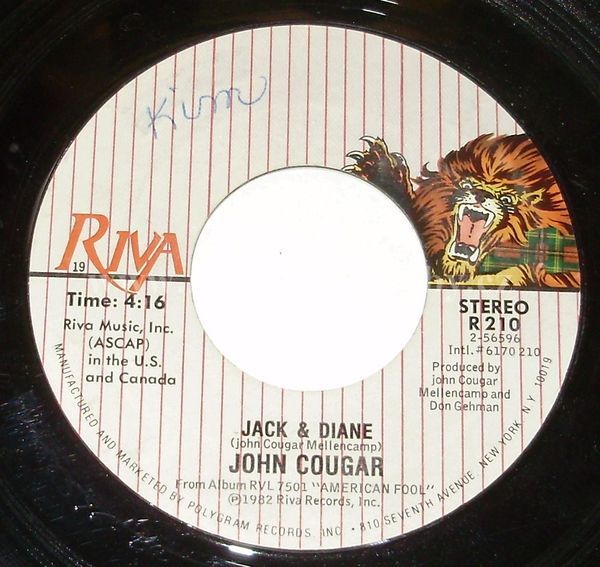 Kim
RIVA
19
Time: 4:16
Riva Music, Inc.
(ASCAP)
in the U.S.
and Canada
STEREO
R 210
2-56596
Intl.#6170 210
Produced by
john Cougar
Mellencamp and
Don Gehman
JACK & DIANE
(john Cougar Mellencamp)
JOHN COUGAR
From Album RVL 7501 "AMERICAN FOOL"
℗1982 Riva Records, Inc.
MANUFACTURED AND MARKETED BY POLYGRAM RECORDS, INC • 810 SEVENTH AVENUE, NEW YORK, N.Y. 10019